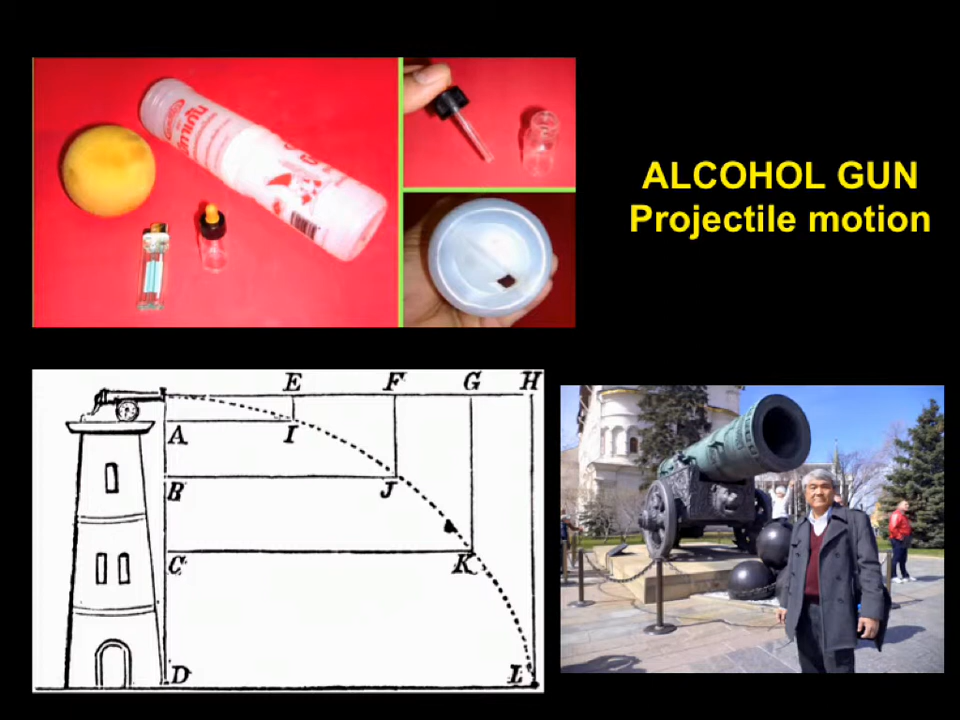 ALCOHOL GUN
Projectile motion
E F G H
A I
B J
C K
D L